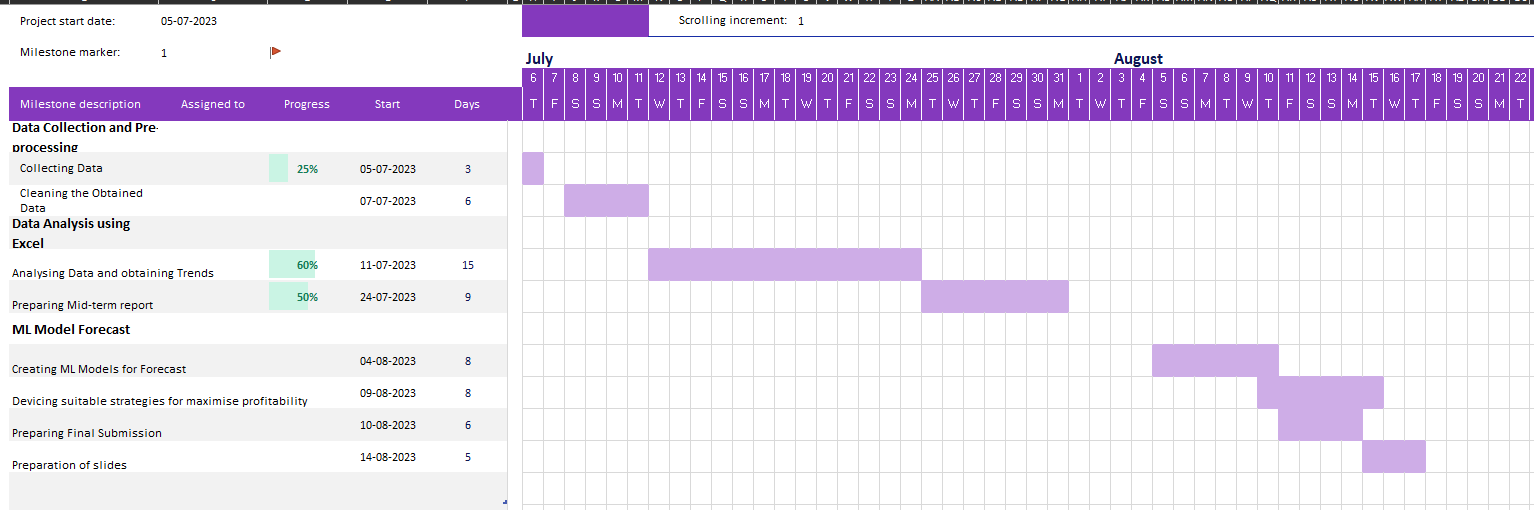 Project start date: 05-07-2023 Scrolling increment: 1
Milestone marker: 1
July August
6 7 8 9 10 11 12 13 14 15 16 17 18 19 20 21 22 23 24 25 26 27 28 29 30 31 1 2 3 4 5 6 7 8 9 10 11 12 13 14 15 16 17 18 19 20 21 22
Milestone description Assigned to Progress Start Days T F S S M T W T F S S M T W T F S S M T W T F S S M T W T F S S M T W T F S S M T W T F S S M T
Data Collection and Pre-
processing
Collecting Data 25% 05-07-2023 3
Cleaning the Obtained
Data 07-07-2023 6
Data Analysis using
Excel
Analysing Data and obtaining Trends 60% 11-07-2023 15
Preparing Mid-term report 50% 24-07-2023 9
ML Model Forecast
Creating ML Models for Forecast 04-08-2023 8
Devicing suitable strategies for maximise profitability 09-08-2023 8
Preparing Final Submission 10-08-2023 6
Preparation of slides 14-08-2023 5